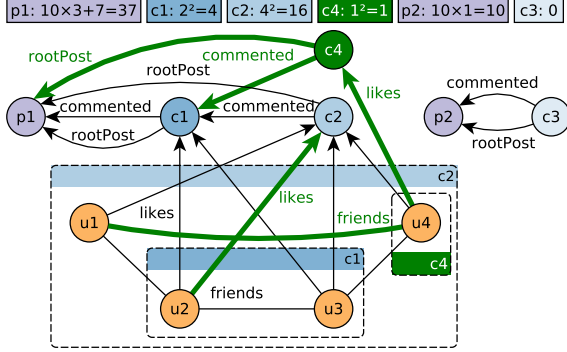 p1: 10×3+7=37 c1: 2²=4 c2: 4²=16 c4: 1²=1 p2: 10×1=10 c3: 0
rootPost
commented
c4
rootPost
likes
commented
p1
commented
c1
commented
c2
p2
c3
rootPost
rootPost
c2
likes
likes
friends
u1
u4
c1
c4
friends
u2
u3